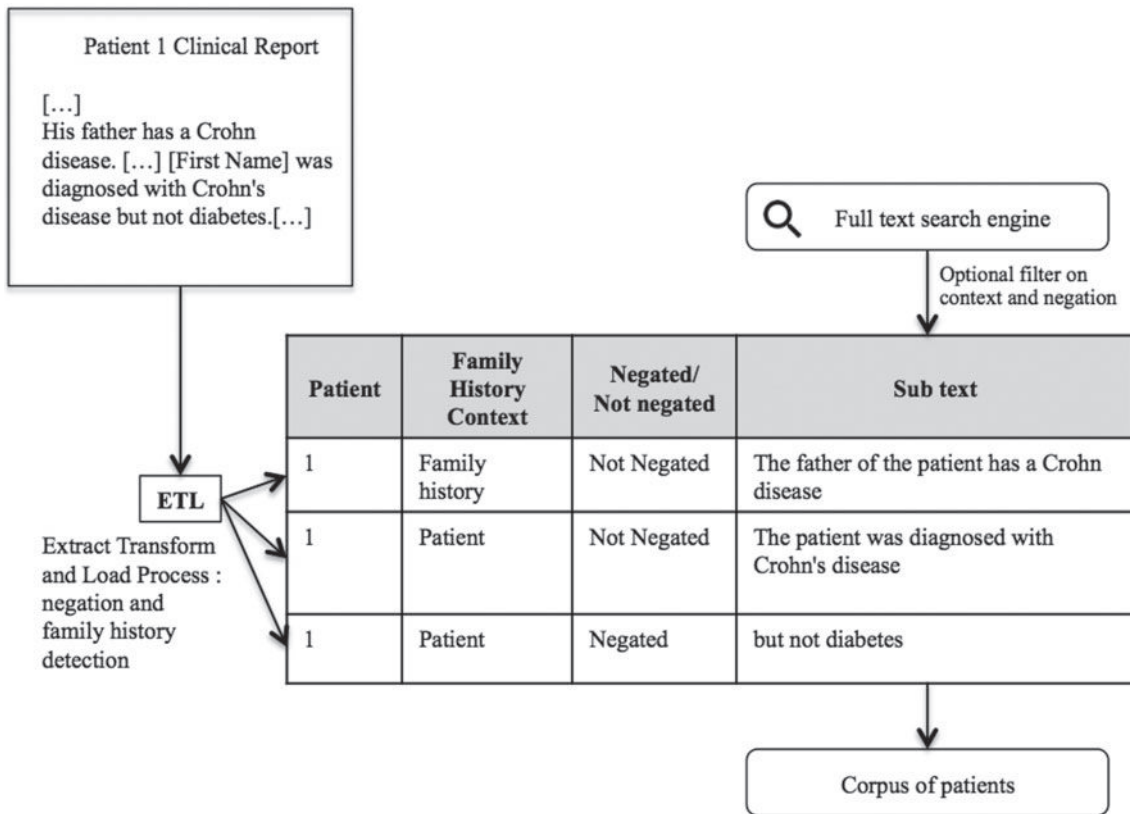 Patient 1 Clinical Report
[...]
His father has a Crohn
disease. [...] [First Name] was
diagnosed with Crohn's
disease but not diabetes.[...]
Full text search engine
Optional filter on
context and negation
ETL
Extract Transform
and Load Process :
negation and
family history
detection
Patient
Family
History
Context
Negated/
Not negated
Sub text
1
Family
history
Not Negated
The father of the patient has a Crohn
disease
1
Patient
Not Negated
The patient was diagnosed with
Crohn's disease
1
Patient
Negated
but not diabetes
Corpus of patients